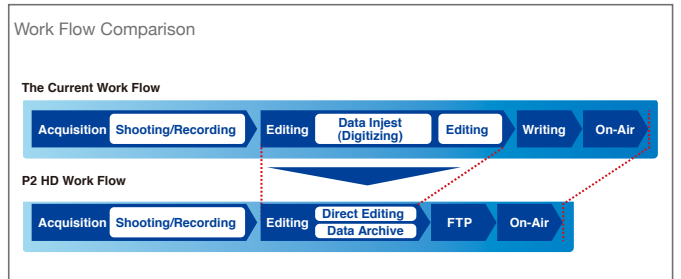 Work Flow Comparison
The Current Work Flow
Acquisition Shooting/Recording Editing Data Injest (Digitizing) Editing Writing On-Air
P2 HD Work Flow
Acquisition Shooting/Recording Editing Direct Editing Data Archive FTP On-Air